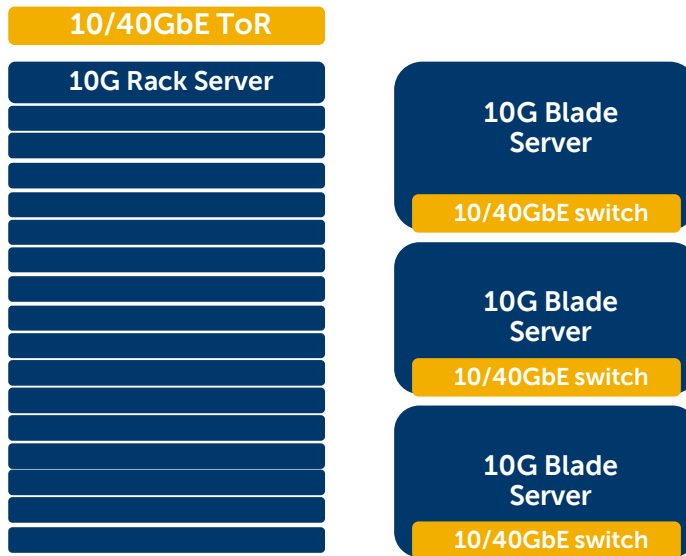 10/40GbE ToR
10G Rack Server
10G Blade
Server
10/40GbE switch
10G Blade
Server
10/40GbE switch
10G Blade
Server
10/40GbE switch